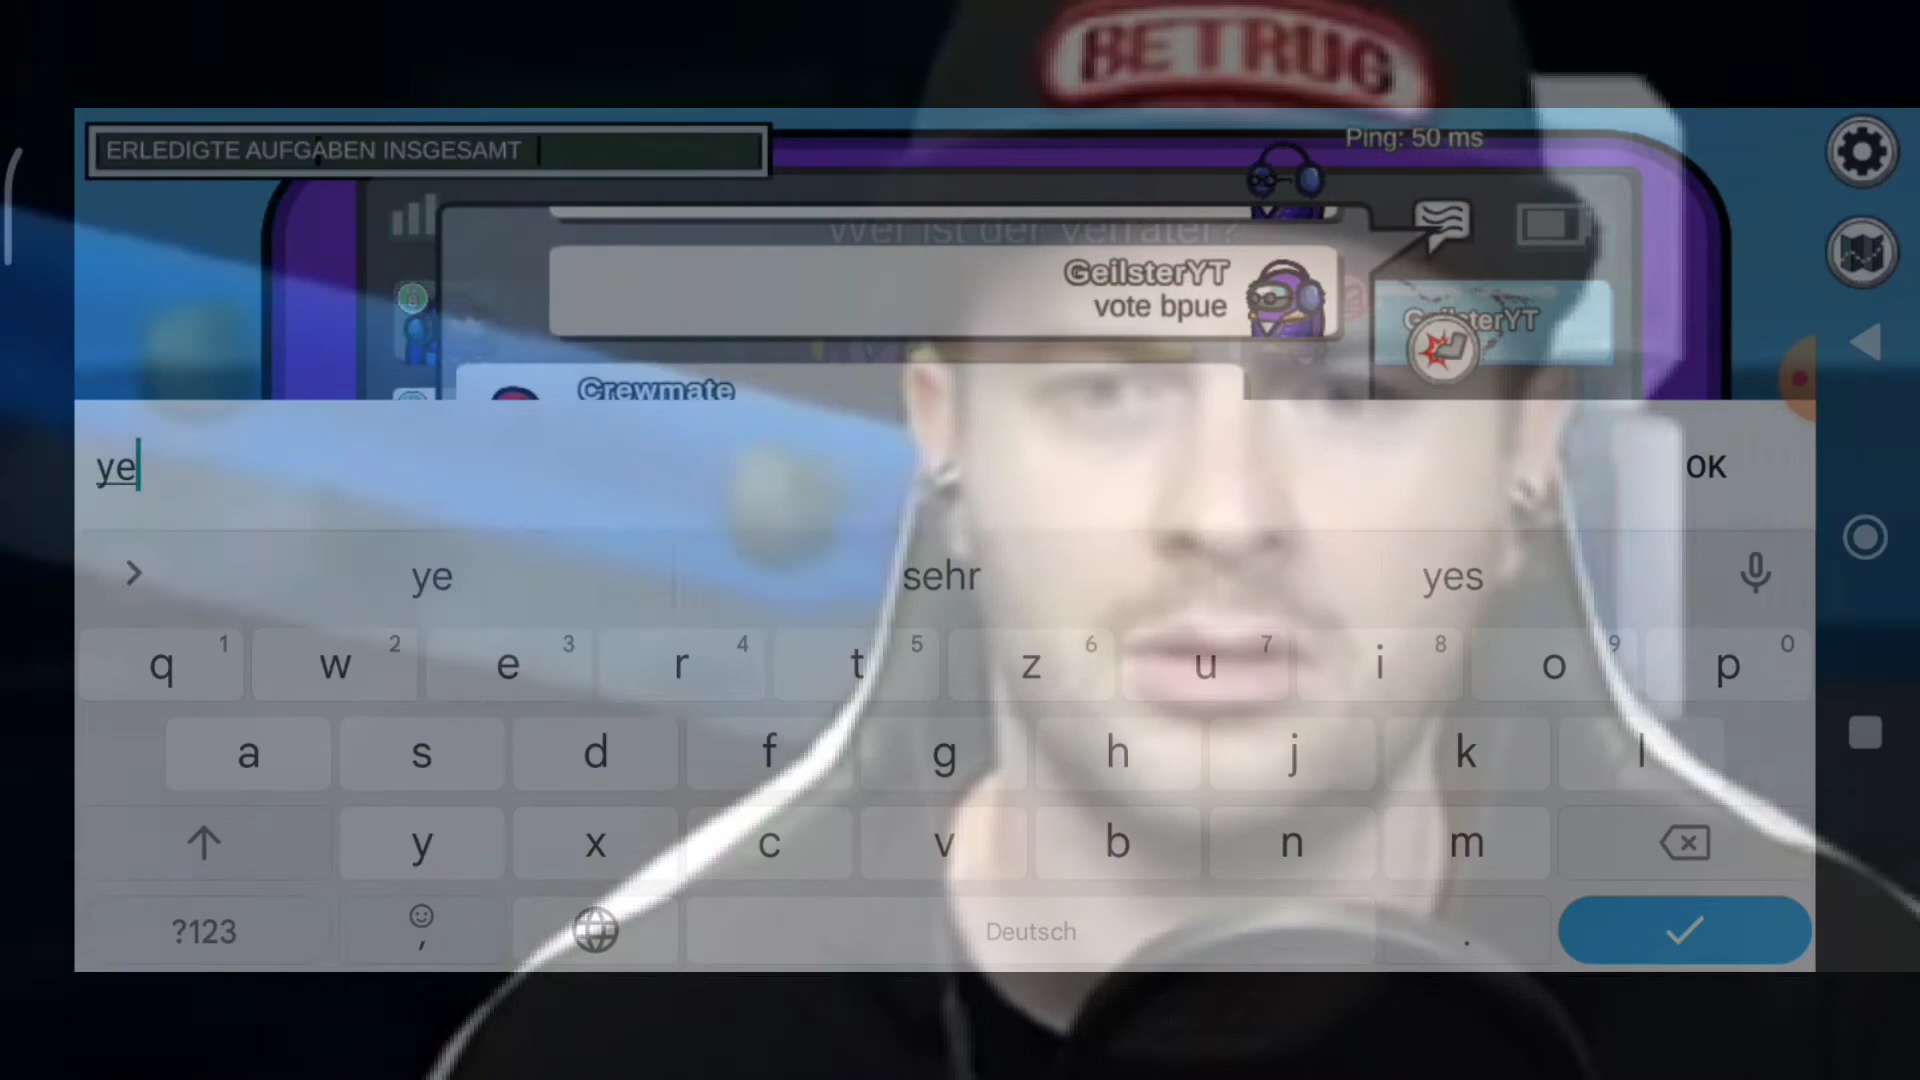 BETRUG
ERLEDIGTE AUFGABEN INSGESAMT
Ping: 50 ms
Wer ist der Verräter?
GeilsterYT
vote bpue
GeilsterYT
Crewmate
ye
OK
ye sehr yes
q 1 w 2 e 3 r 4 t 5 z 6 u 7 i 8 o 9 p 0
a s d f g h j k l
y x c v b n m
?123 , Deutsch .